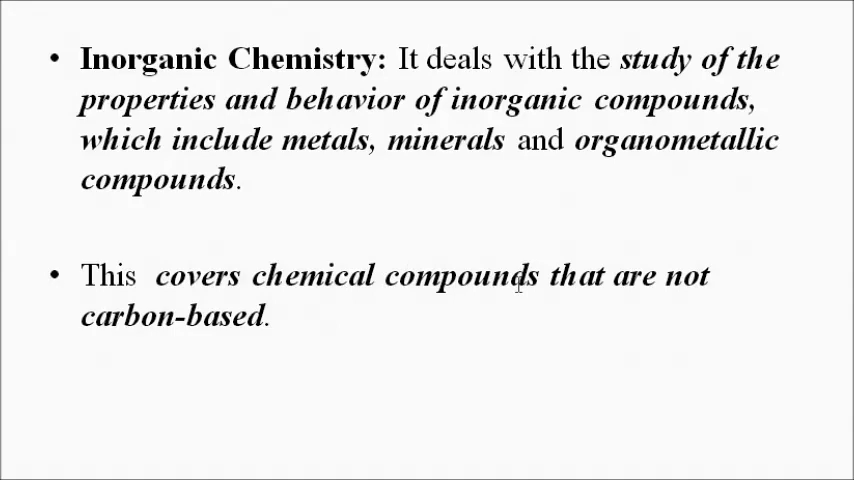 • Inorganic Chemistry: It deals with the study of the
properties and behavior of inorganic compounds,
which include metals, minerals and organometallic
compounds.
• This covers chemical compounds that are not
carbon-based.